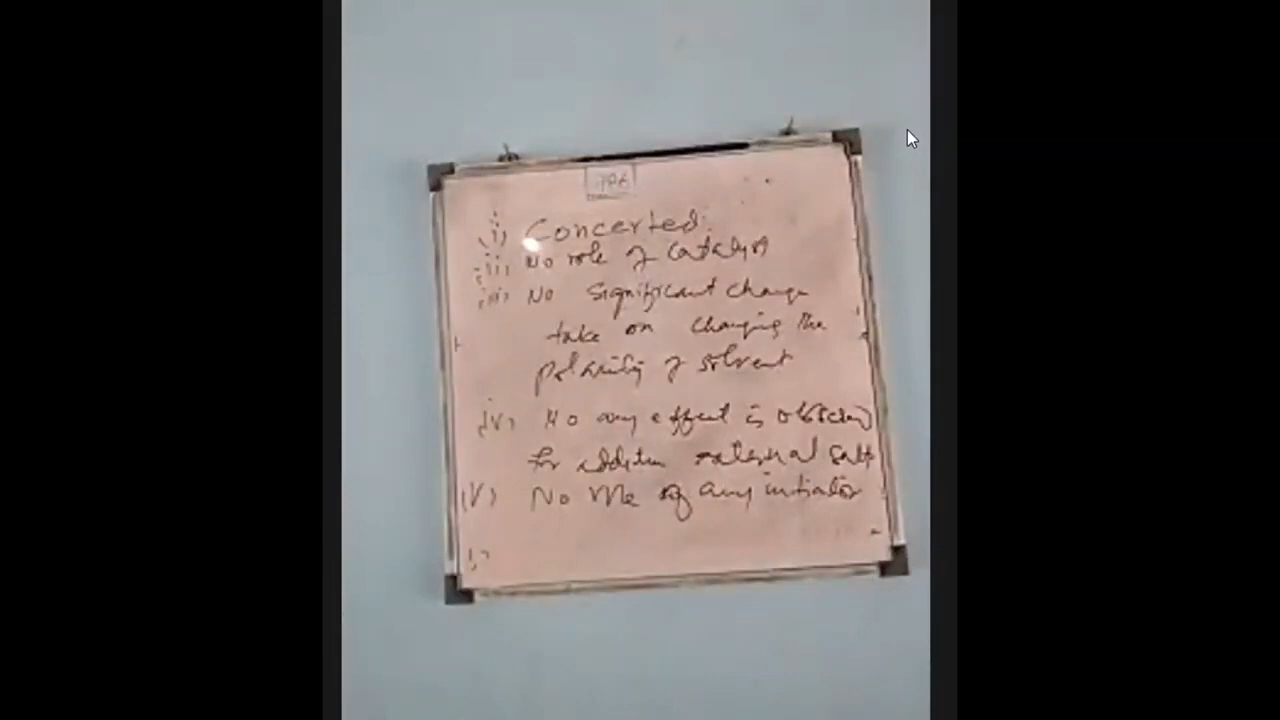 i) Concerted
ii) No role of catalyst
iii) No significant change
take on changing the
polarity of solvent
iv) No any effect is observed
for addition external salt
(v) No role of any initiator